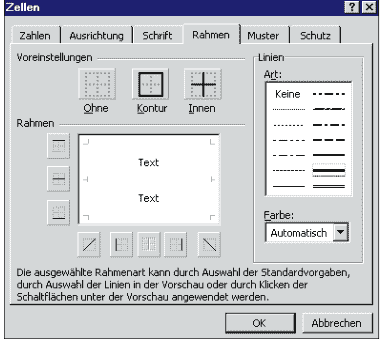 Zellen
Zahlen Ausrichtung Schrift Rahmen Muster Schutz
Voreinstellungen
Ohne Kontur Innen
Rahmen
Text
Text
Linien
Art:
Keine
Farbe:
Automatisch
Die ausgewählte Rahmenart kann durch Auswahl der Standardvorgaben,
durch Auswahl der Linien in der Vorschau oder durch Klicken der
Schaltflächen unter der Vorschau angewendet werden.
OK Abbrechen